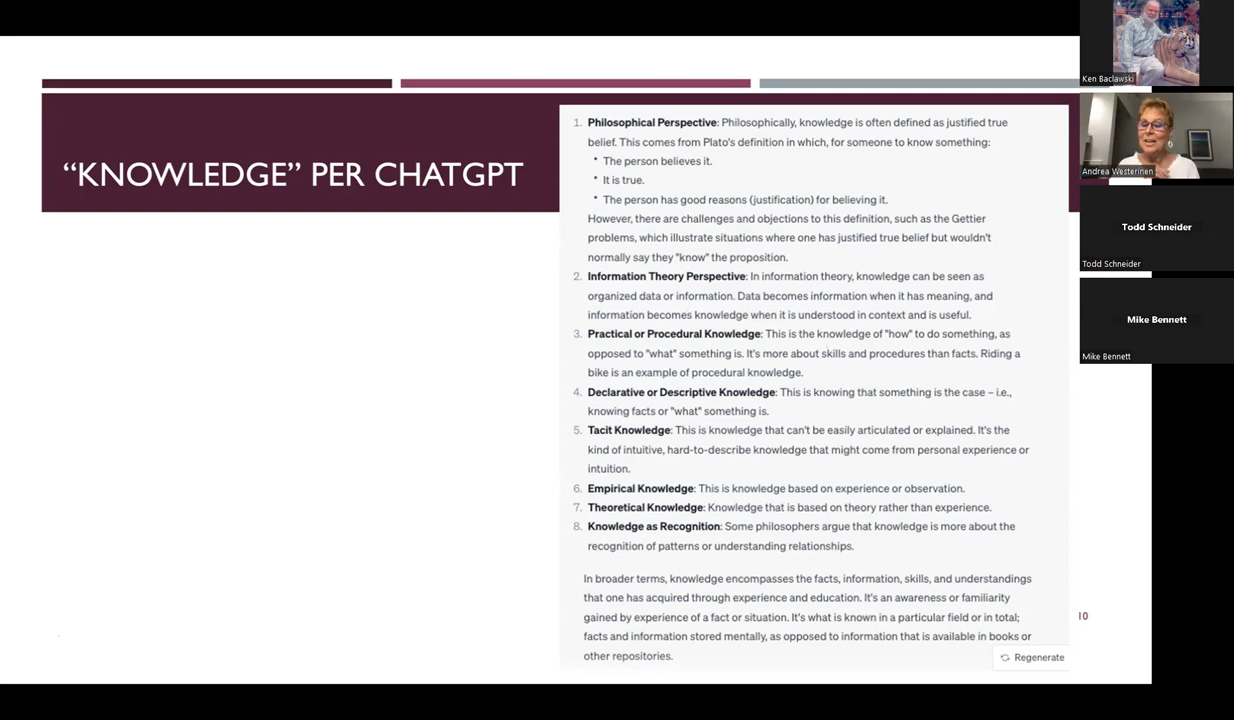 “KNOWLEDGE” PER CHATGPT
1. Philosophical Perspective: Philosophically, knowledge is often defined as justified true
belief. This comes from Plato's definition in which, for someone to know something:
• The person believes it.
• It is true.
• The person has good reasons (justification) for believing it.
However, there are challenges and objections to this definition, such as the Gettier
problems, which illustrate situations where one has justified true belief but wouldn't
normally say they "know" the proposition.
2. Information Theory Perspective: In information theory, knowledge can be seen as
organized data or information. Data becomes information when it has meaning, and
information becomes knowledge when it is understood in context and is useful.
3. Practical or Procedural Knowledge: This is the knowledge of "how" to do something, as
opposed to "what" something is. It's more about skills and procedures than facts. Riding a
bike is an example of procedural knowledge.
4. Declarative or Descriptive Knowledge: This is knowing that something is the case – i.e.,
knowing facts or "what" something is.
5. Tacit Knowledge: This is knowledge that can't be easily articulated or explained. It's the
kind of intuitive, hard-to-describe knowledge that might come from personal experience or
intuition.
6. Empirical Knowledge: This is knowledge based on experience or observation.
7. Theoretical Knowledge: Knowledge that is based on theory rather than experience.
8. Knowledge as Recognition: Some philosophers argue that knowledge is more about the
recognition of patterns or understanding relationships.
In broader terms, knowledge encompasses the facts, information, skills, and understandings
that one has acquired through experience and education. It's an awareness or familiarity
gained by experience of a fact or situation. It's what is known in a particular field or in total;
facts and information stored mentally, as opposed to information that is available in books or
other repositories.
Regenerate
10
Ken Baclawski
Andrea Westerinen
Todd Schneider
Todd Schneider
Mike Bennett
Mike Bennett